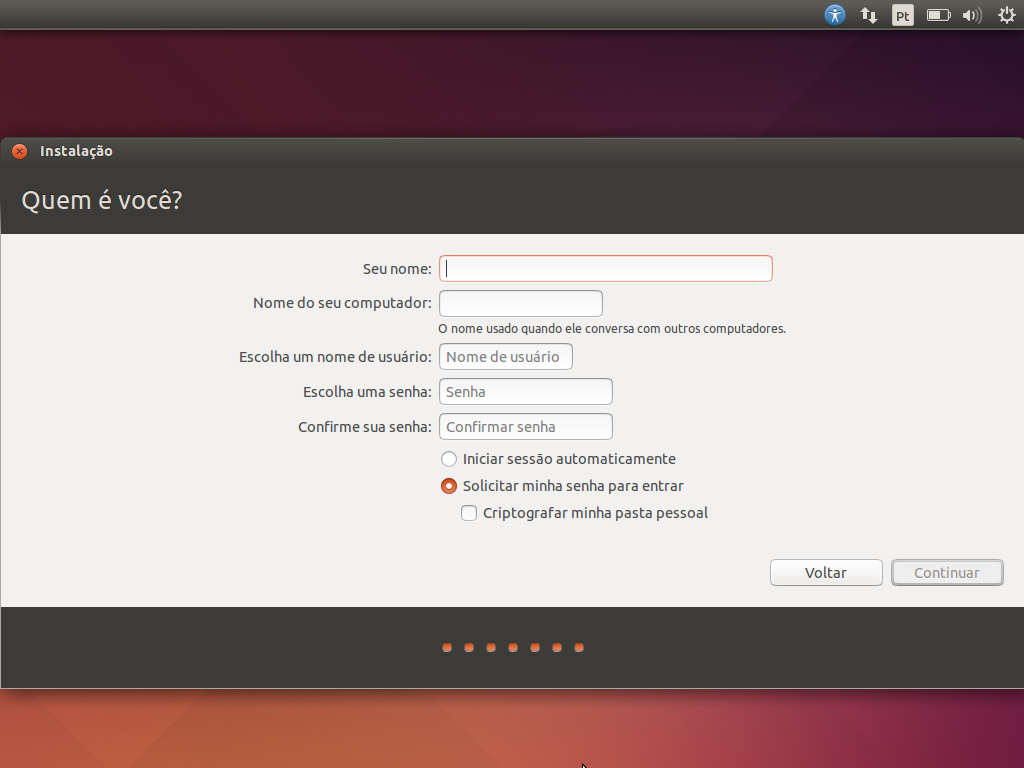 Pt
Instalação
Quem é você?
Seu nome:
Nome do seu computador:
O nome usado quando ele conversa com outros computadores.
Escolha um nome de usuário: Nome de usuário
Escolha uma senha: Senha
Confirme sua senha: Confirmar senha
Iniciar sessão automaticamente
Solicitar minha senha para entrar
Criptografar minha pasta pessoal
Voltar Continuar